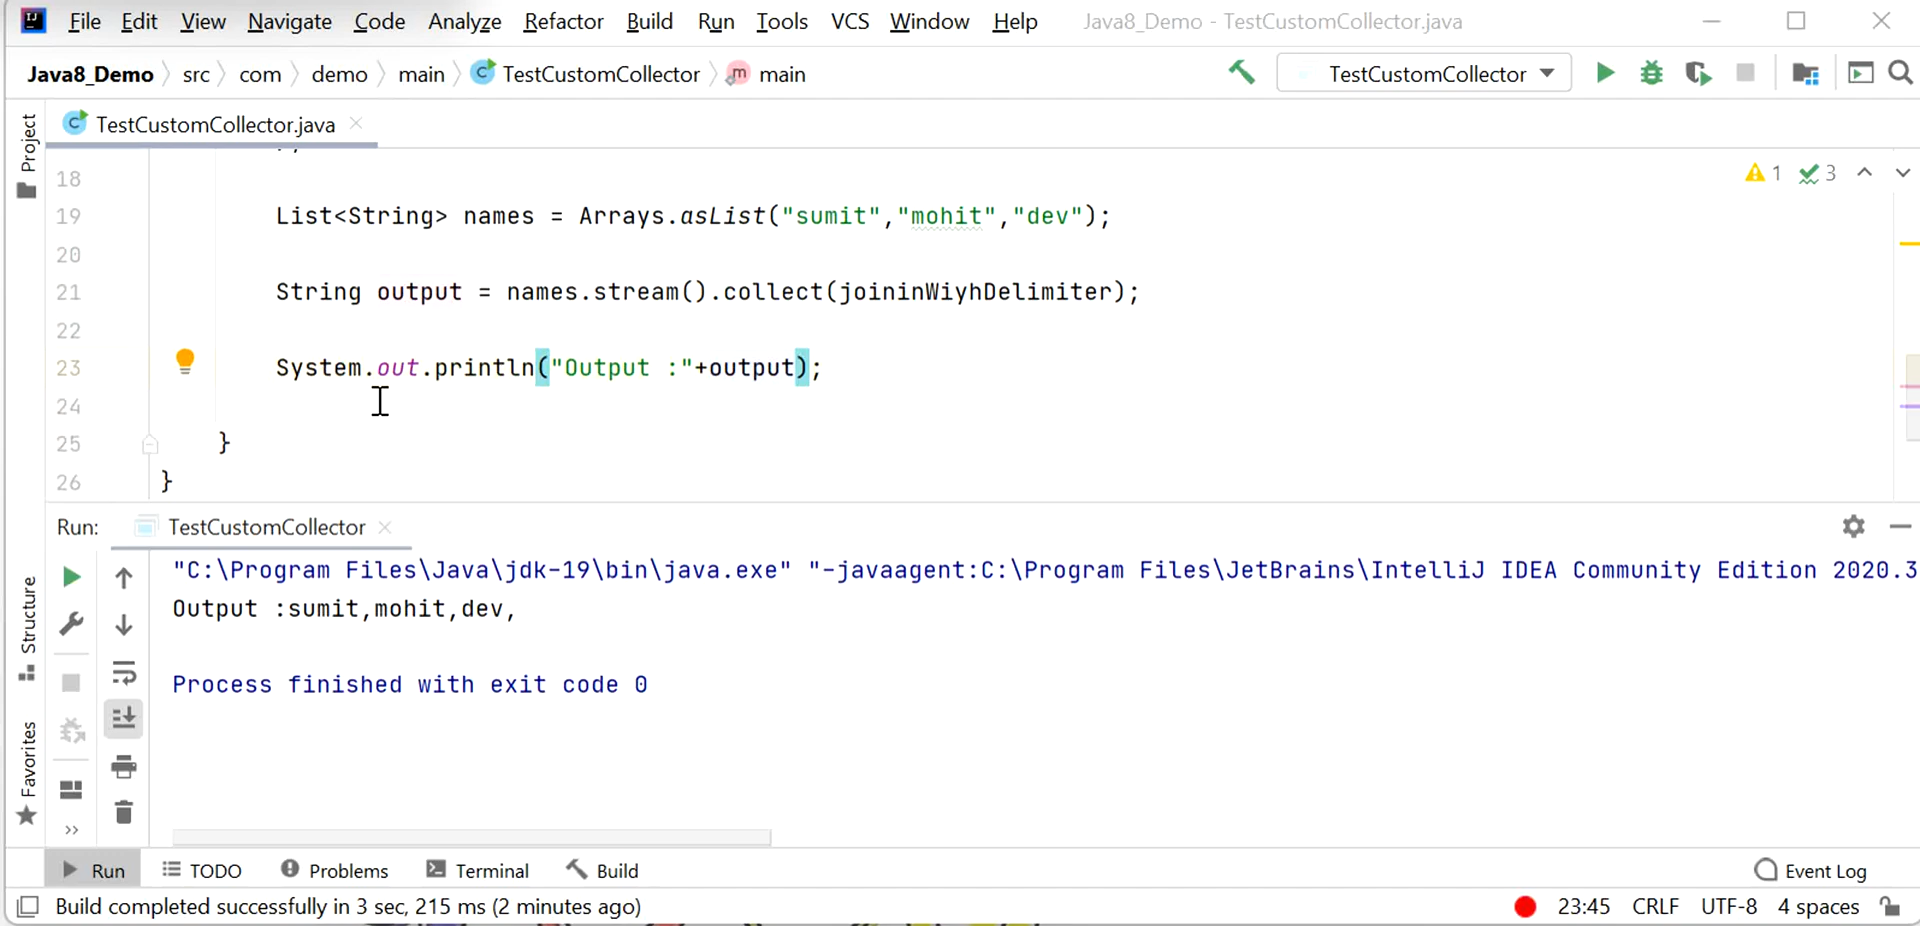 File Edit View Navigate Code Analyze Refactor Build Run Tools VCS Window Help Java8_Demo - TestCustomCollector.java
Java8_Demo src com demo main TestCustomCollector main TestCustomCollector
TestCustomCollector.java
Project
1 3
18
19 List<String> names = Arrays.asList("sumit","mohit","dev");
20
21 String output = names.stream().collect(joininWiyhDelimiter);
22
23 System.out.println("Output :"+output);
24
25 }
26 }
Run: TestCustomCollector
"C:\Program Files\Java\jdk-19\bin\java.exe" "-javaagent:C:\Program Files\JetBrains\IntelliJ IDEA Community Edition 2020.3
Output :sumit,mohit,dev,
Process finished with exit code 0
Structure
Favorites
Run TODO Problems Terminal Build Event Log
Build completed successfully in 3 sec, 215 ms (2 minutes ago) 23:45 CRLF UTF-8 4 spaces